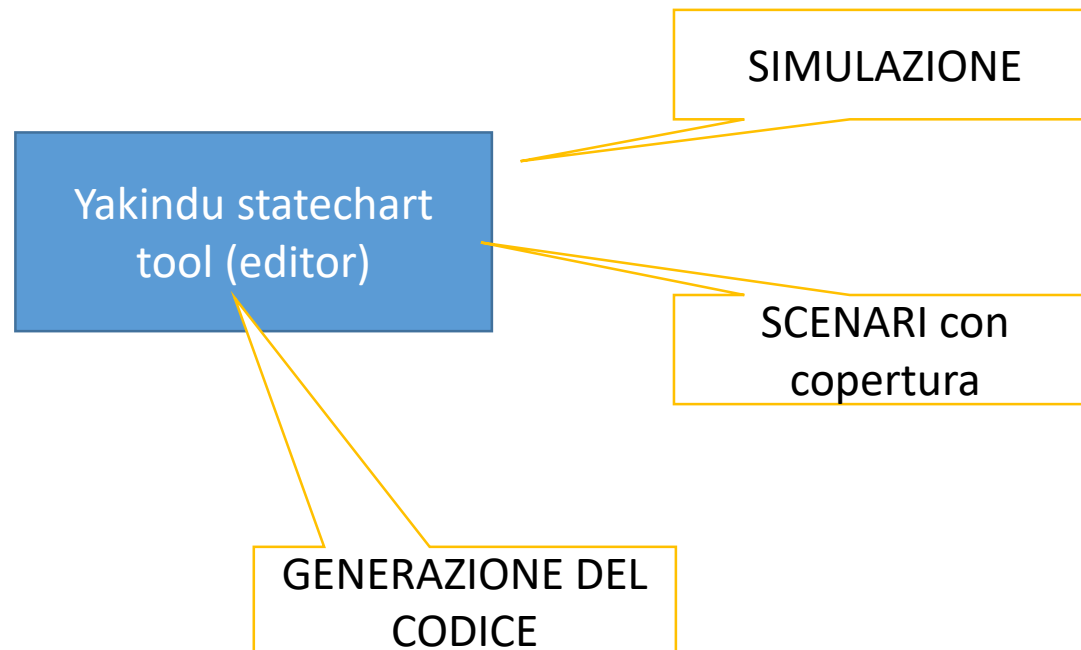 SIMULAZIONE
Yakindu statechart
tool (editor)
SCENARI con
copertura
GENERAZIONE DEL
CODICE